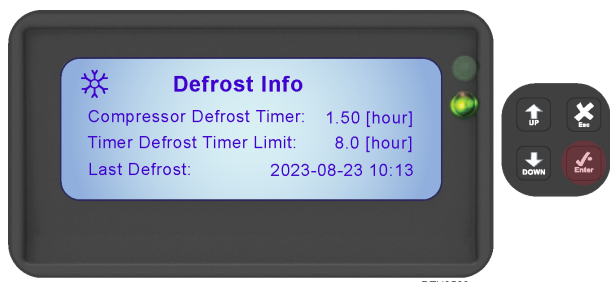 Defrost Info
Compressor Defrost Timer: 1.50 [hour]
Timer Defrost Timer Limit: 8.0 [hour]
Last Defrost: 2023-08-23 10:13
UP
Esc
DOWN
Enter